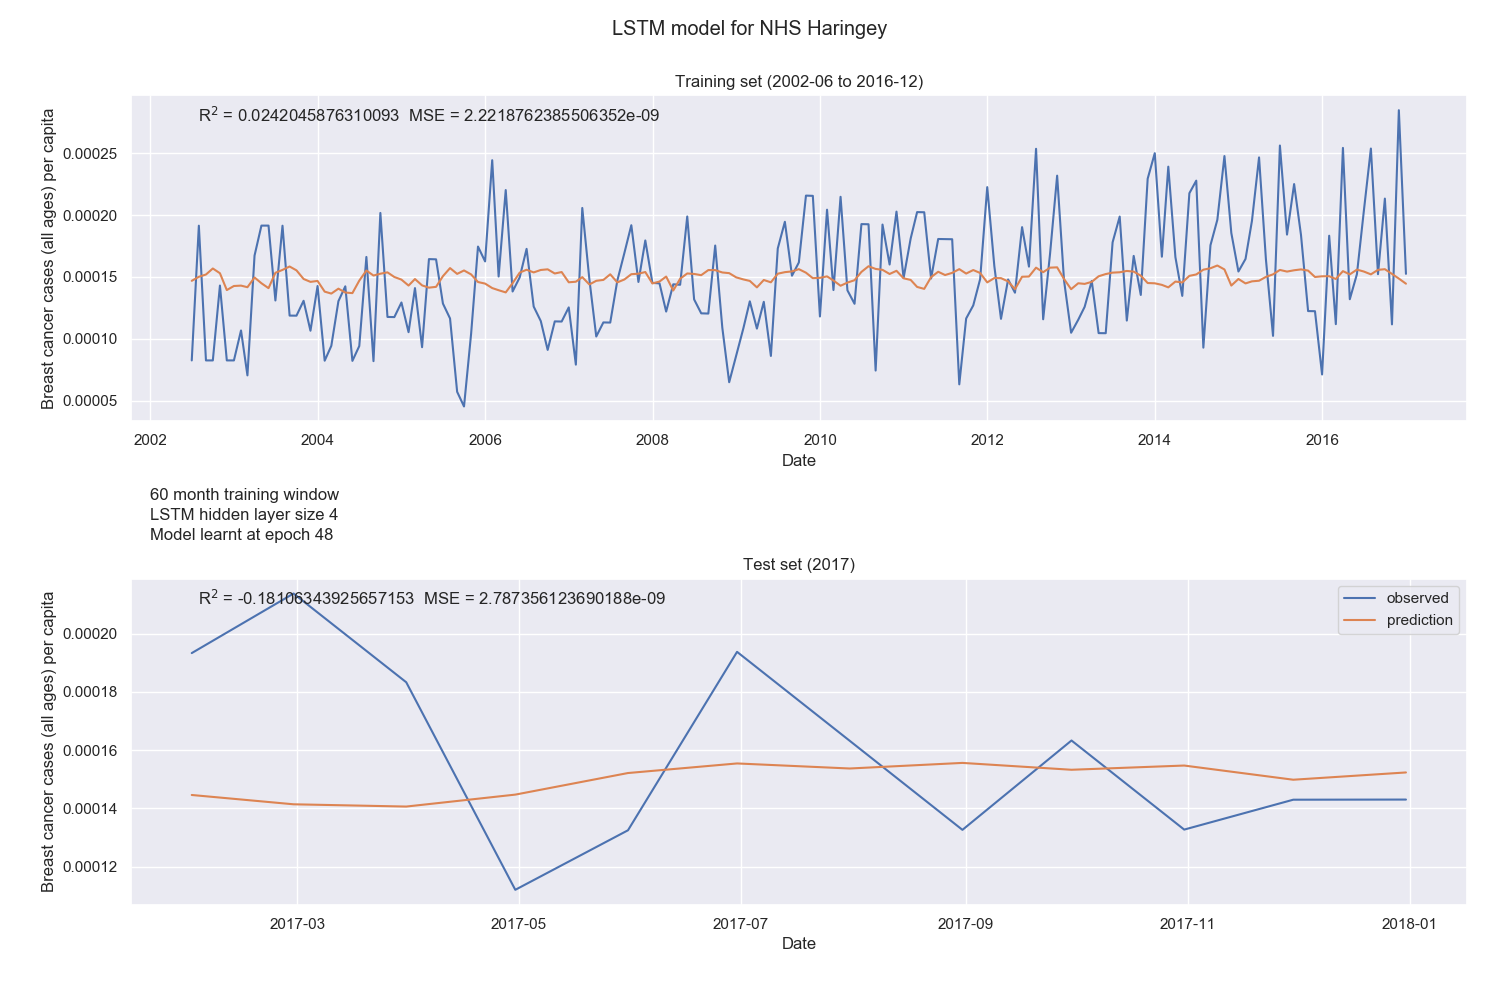 LSTM model for NHS Haringey
Training set (2002-06 to 2016-12)
R² = 0.0242045876310093 MSE = 2.2218762385506352e-09
Breast cancer cases (all ages) per capita
0.00025
0.00020
0.00015
0.00010
0.00005
2002 2004 2006 2008 2010 2012 2014 2016
Date
60 month training window
LSTM hidden layer size 4
Model learnt at epoch 48
Test set (2017)
R² = -0.18106343925657153 MSE = 2.787356123690188e-09
observed
prediction
Breast cancer cases (all ages) per capita
0.00020
0.00018
0.00016
0.00014
0.00012
2017-03 2017-05 2017-07 2017-09 2017-11 2018-01
Date